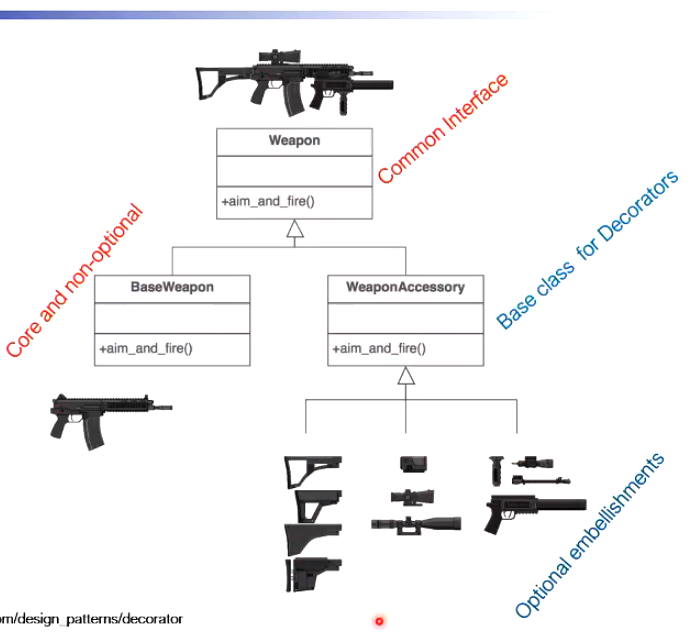 Weapon
+aim_and_fire()
Common Interface
BaseWeapon
+aim_and_fire()
Core and non-optional
WeaponAccessory
+aim_and_fire()
Base class for Decorators
Optional embellishments
om/design_patterns/decorator